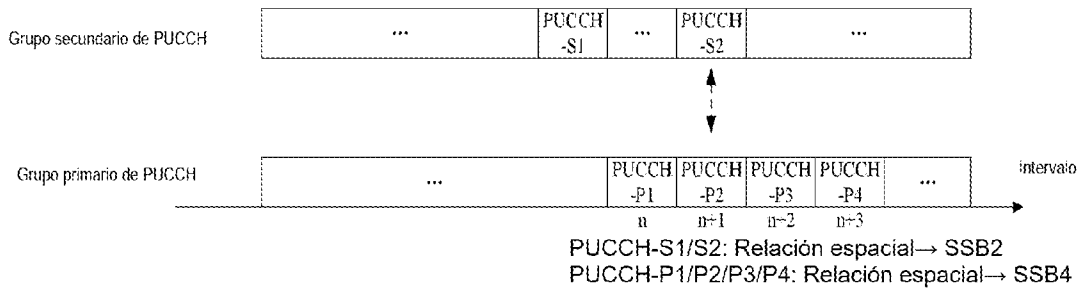 Grupo secundario de PUCCH
... PUCCH -S1 ... PUCCH -S2 ...
Grupo primario de PUCCH
... PUCCH -P1 PUCCH -P2 PUCCH -P3 PUCCH -P4 ...
Intervalo
n n+1 n+2 n+3
PUCCH-S1/S2: Relación espacial→ SSB2
PUCCH-P1/P2/P3/P4: Relación espacial→ SSB4